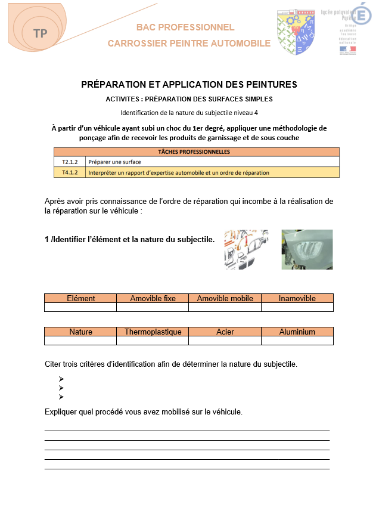 TP
BAC PROFESSIONNEL
CARROSSIER PEINTRE AUTOMOBILE
PRÉPARATION ET APPLICATION DES PEINTURES
ACTIVITES : PRÉPARATION DES SURFACES SIMPLES
Identification de la nature du subjectile niveau 4
À partir d'un véhicule ayant subi un choc du 1er degré, appliquer une méthodologie de
ponçage afin de recevoir les produits de garnissage et de sous couche
TÂCHES PROFESSIONNELLES
T2.1.2 Préparer une surface
T4.1.2 Interpréter un rapport d'expertise automobile et un ordre de réparation
Après avoir pris connaissance de l'ordre de réparation qui incombe à la réalisation de
la réparation sur le véhicule :
1 /Identifier l'élément et la nature du subjectile.
Elément Amovible fixe Amovible mobile Inamovible
Nature Thermoplastique Acier Aluminium
Citer trois critères d'identification afin de déterminer la nature du subjectile.
Expliquer quel procédé vous avez mobilisé sur le véhicule.